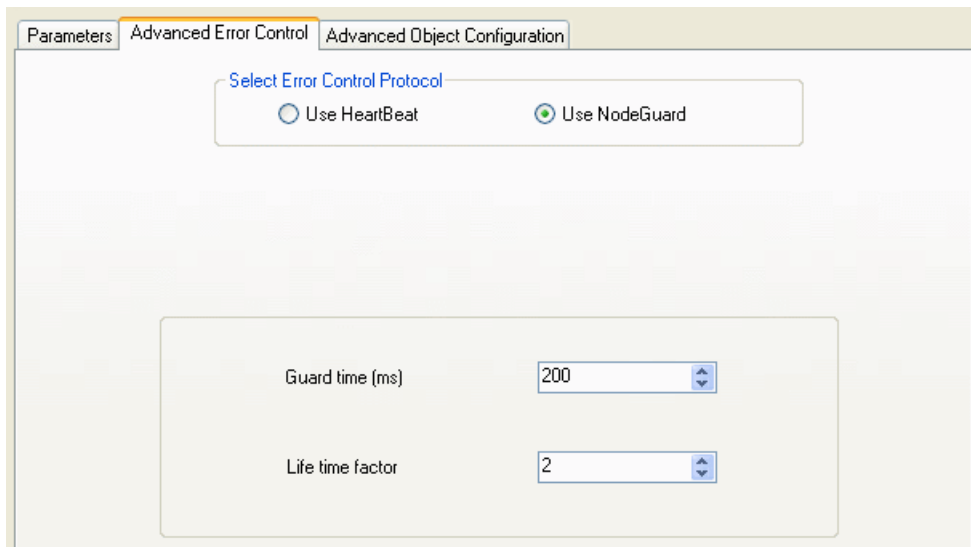 Parameters Advanced Error Control Advanced Object Configuration
Select Error Control Protocol
Use HeartBeat Use NodeGuard
Guard time (ms) 200
Life time factor 2